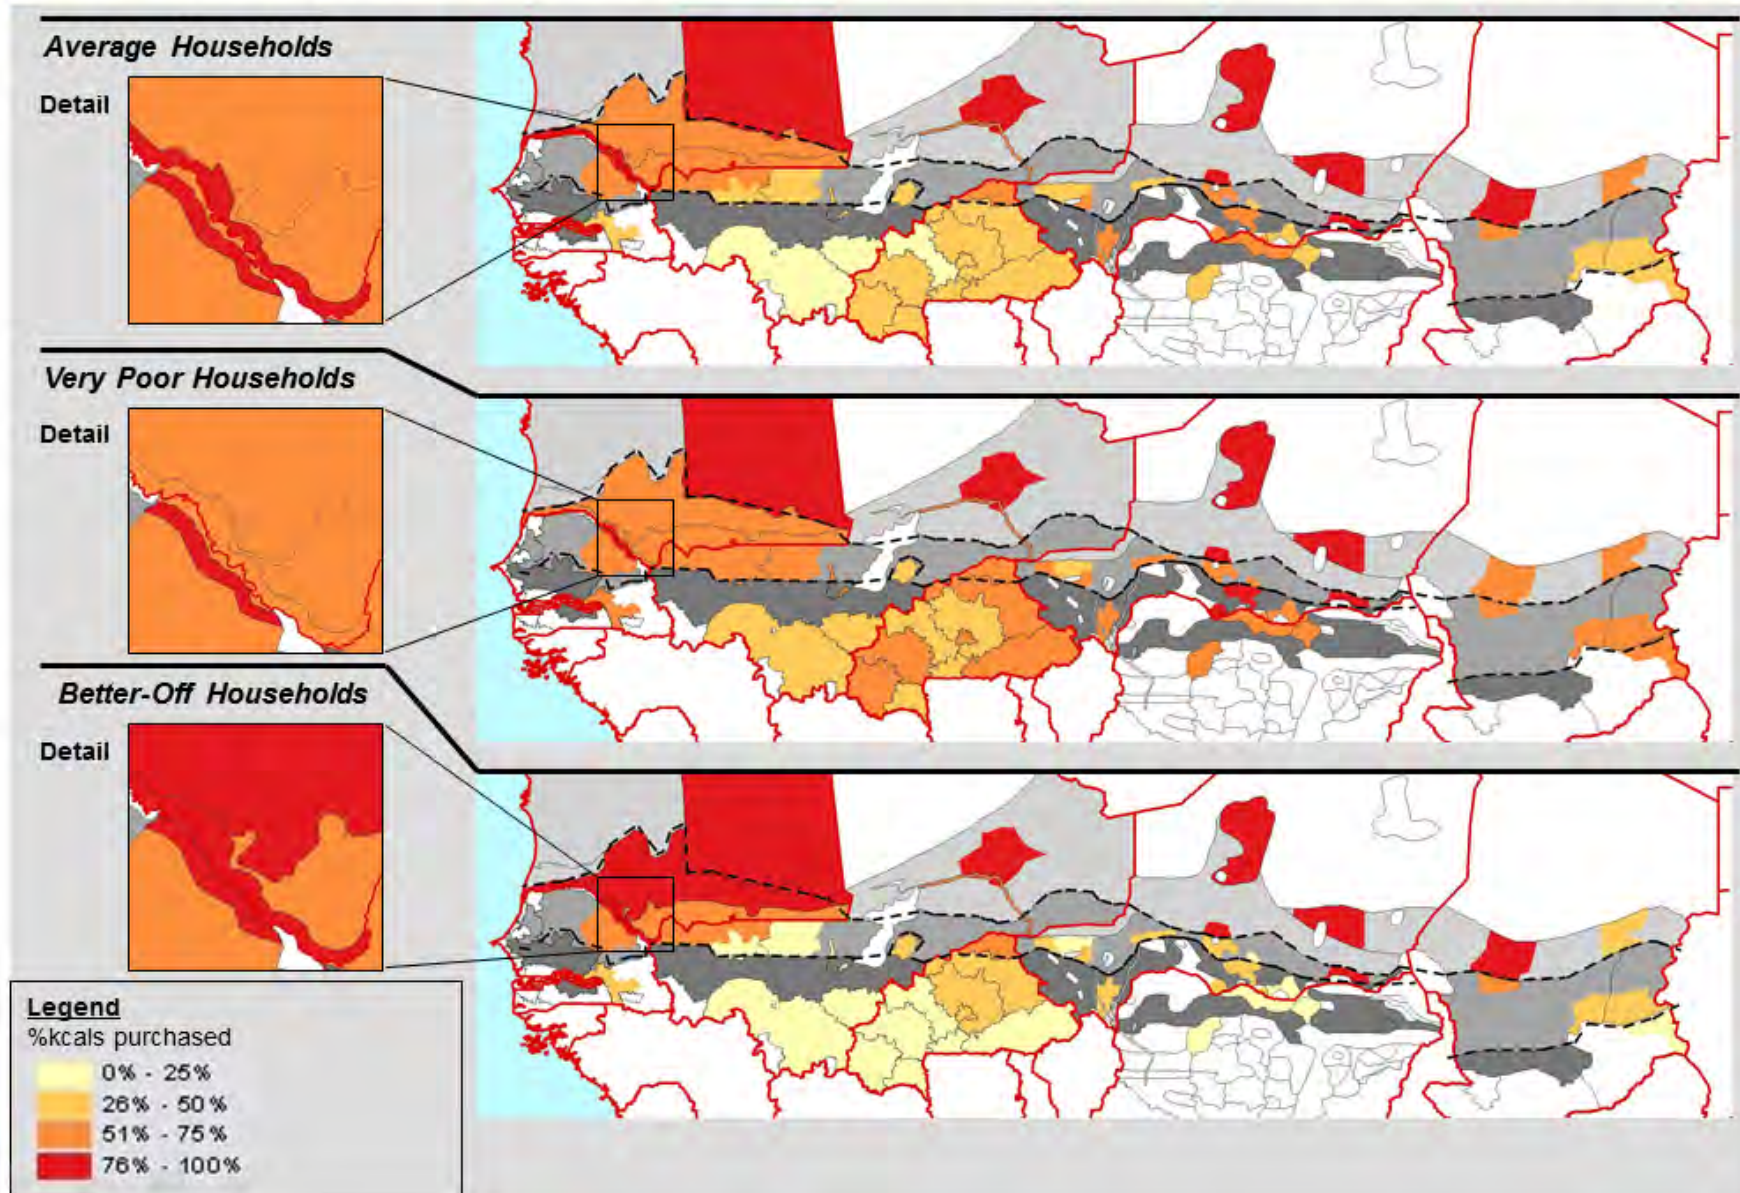 Average Households
Detail
Very Poor Households
Detail
Better-Off Households
Detail
Legend
%kcals purchased
0% - 25%
26% - 50%
51% - 75%
76% - 100%